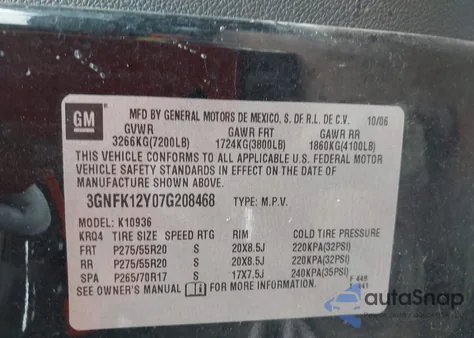 GM
MFD BY GENERAL MOTORS DE MEXICO, S. DF R.L. DE C.V. 10/06
GVWR GAWR FRT GAWR RR
3266KG(7200LB) 1724KG(3800LB) 1860KG(4100LB)
THIS VEHICLE CONFORMS TO ALL APPLICABLE U.S. FEDERAL MOTOR
VEHICLE SAFETY STANDARDS IN EFFECT ON THE DATE OF
MANUFACTURE SHOWN ABOVE.
3GNFK12Y07G208468 TYPE: M.P.V.
MODEL: K10936
KRQ4 TIRE SIZE SPEED RTG RIM COLD TIRE PRESSURE
FRT P275/55R20 S 20X8.5J 220KPA(32PSI)
RR P275/55R20 S 20X8.5J 220KPA(32PSI)
SPA P265/70R17 S 17X7.5J 240KPA(35PSI)
SEE OWNER'S MANUAL FOR MORE INFORMATION.
autoSnap